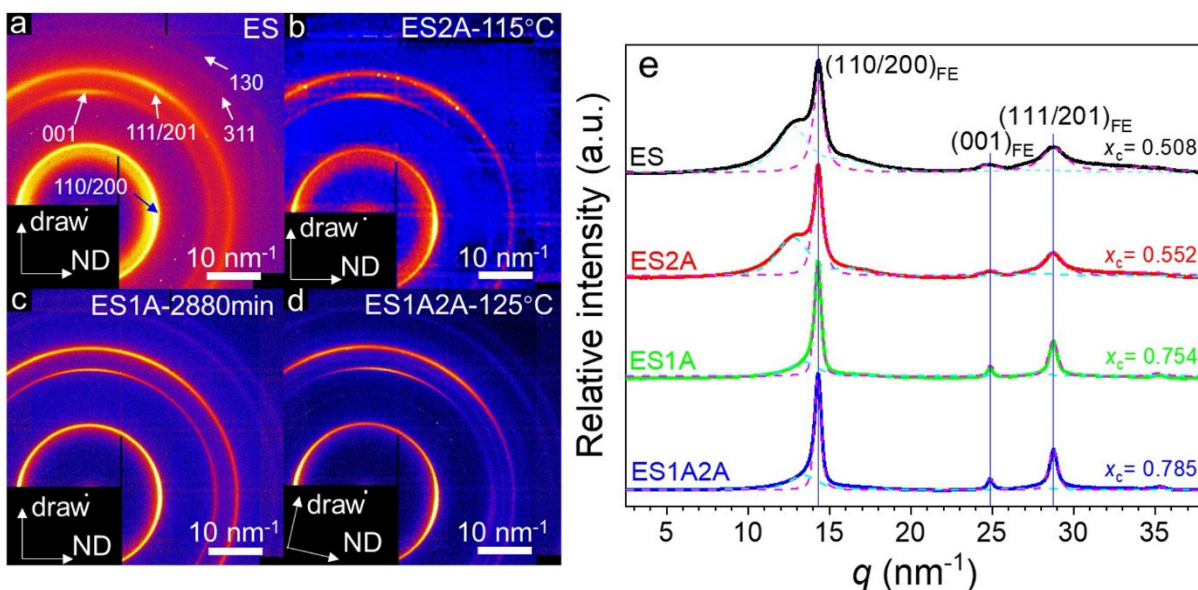 a
ES
130
001
111/201
311
110/200
draw
ND
10 nm⁻¹
b
ES2A-115°C
draw
ND
10 nm⁻¹
c
ES1A-2880min
draw
ND
10 nm⁻¹
d
ES1A2A-125°C
draw
ND
10 nm⁻¹
e
(110/200)FE
(111/201)FE
(001)FE
ES
xc= 0.508
ES2A
xc= 0.552
ES1A
xc= 0.754
ES1A2A
xc= 0.785
Relative intensity (a.u.)
5 10 15 20 25 30 35
q (nm⁻¹)